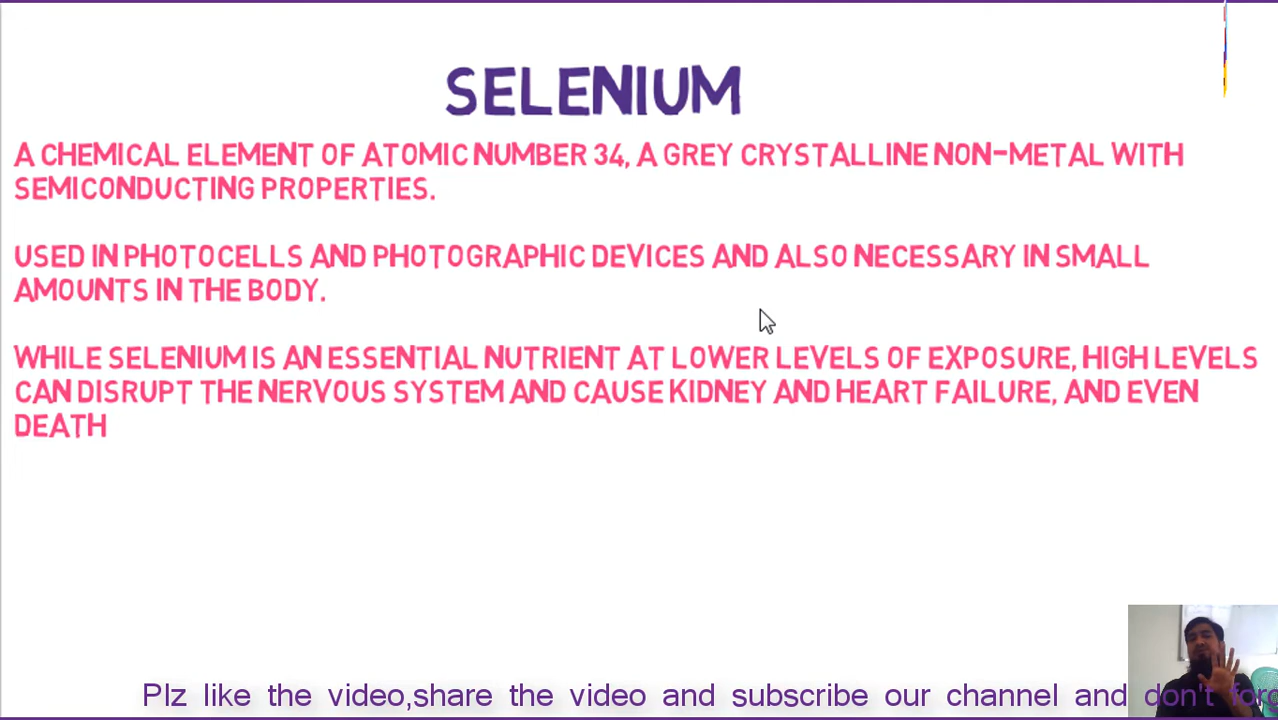 SELENIUM
A CHEMICAL ELEMENT OF ATOMIC NUMBER 34, A GREY CRYSTALLINE NON-METAL WITH
SEMICONDUCTING PROPERTIES.
USED IN PHOTOCELLS AND PHOTOGRAPHIC DEVICES AND ALSO NECESSARY IN SMALL
AMOUNTS IN THE BODY.
WHILE SELENIUM IS AN ESSENTIAL NUTRIENT AT LOWER LEVELS OF EXPOSURE, HIGH LEVELS
CAN DISRUPT THE NERVOUS SYSTEM AND CAUSE KIDNEY AND HEART FAILURE, AND EVEN
DEATH
Plz like the video,share the video and subscribe our channel and don't